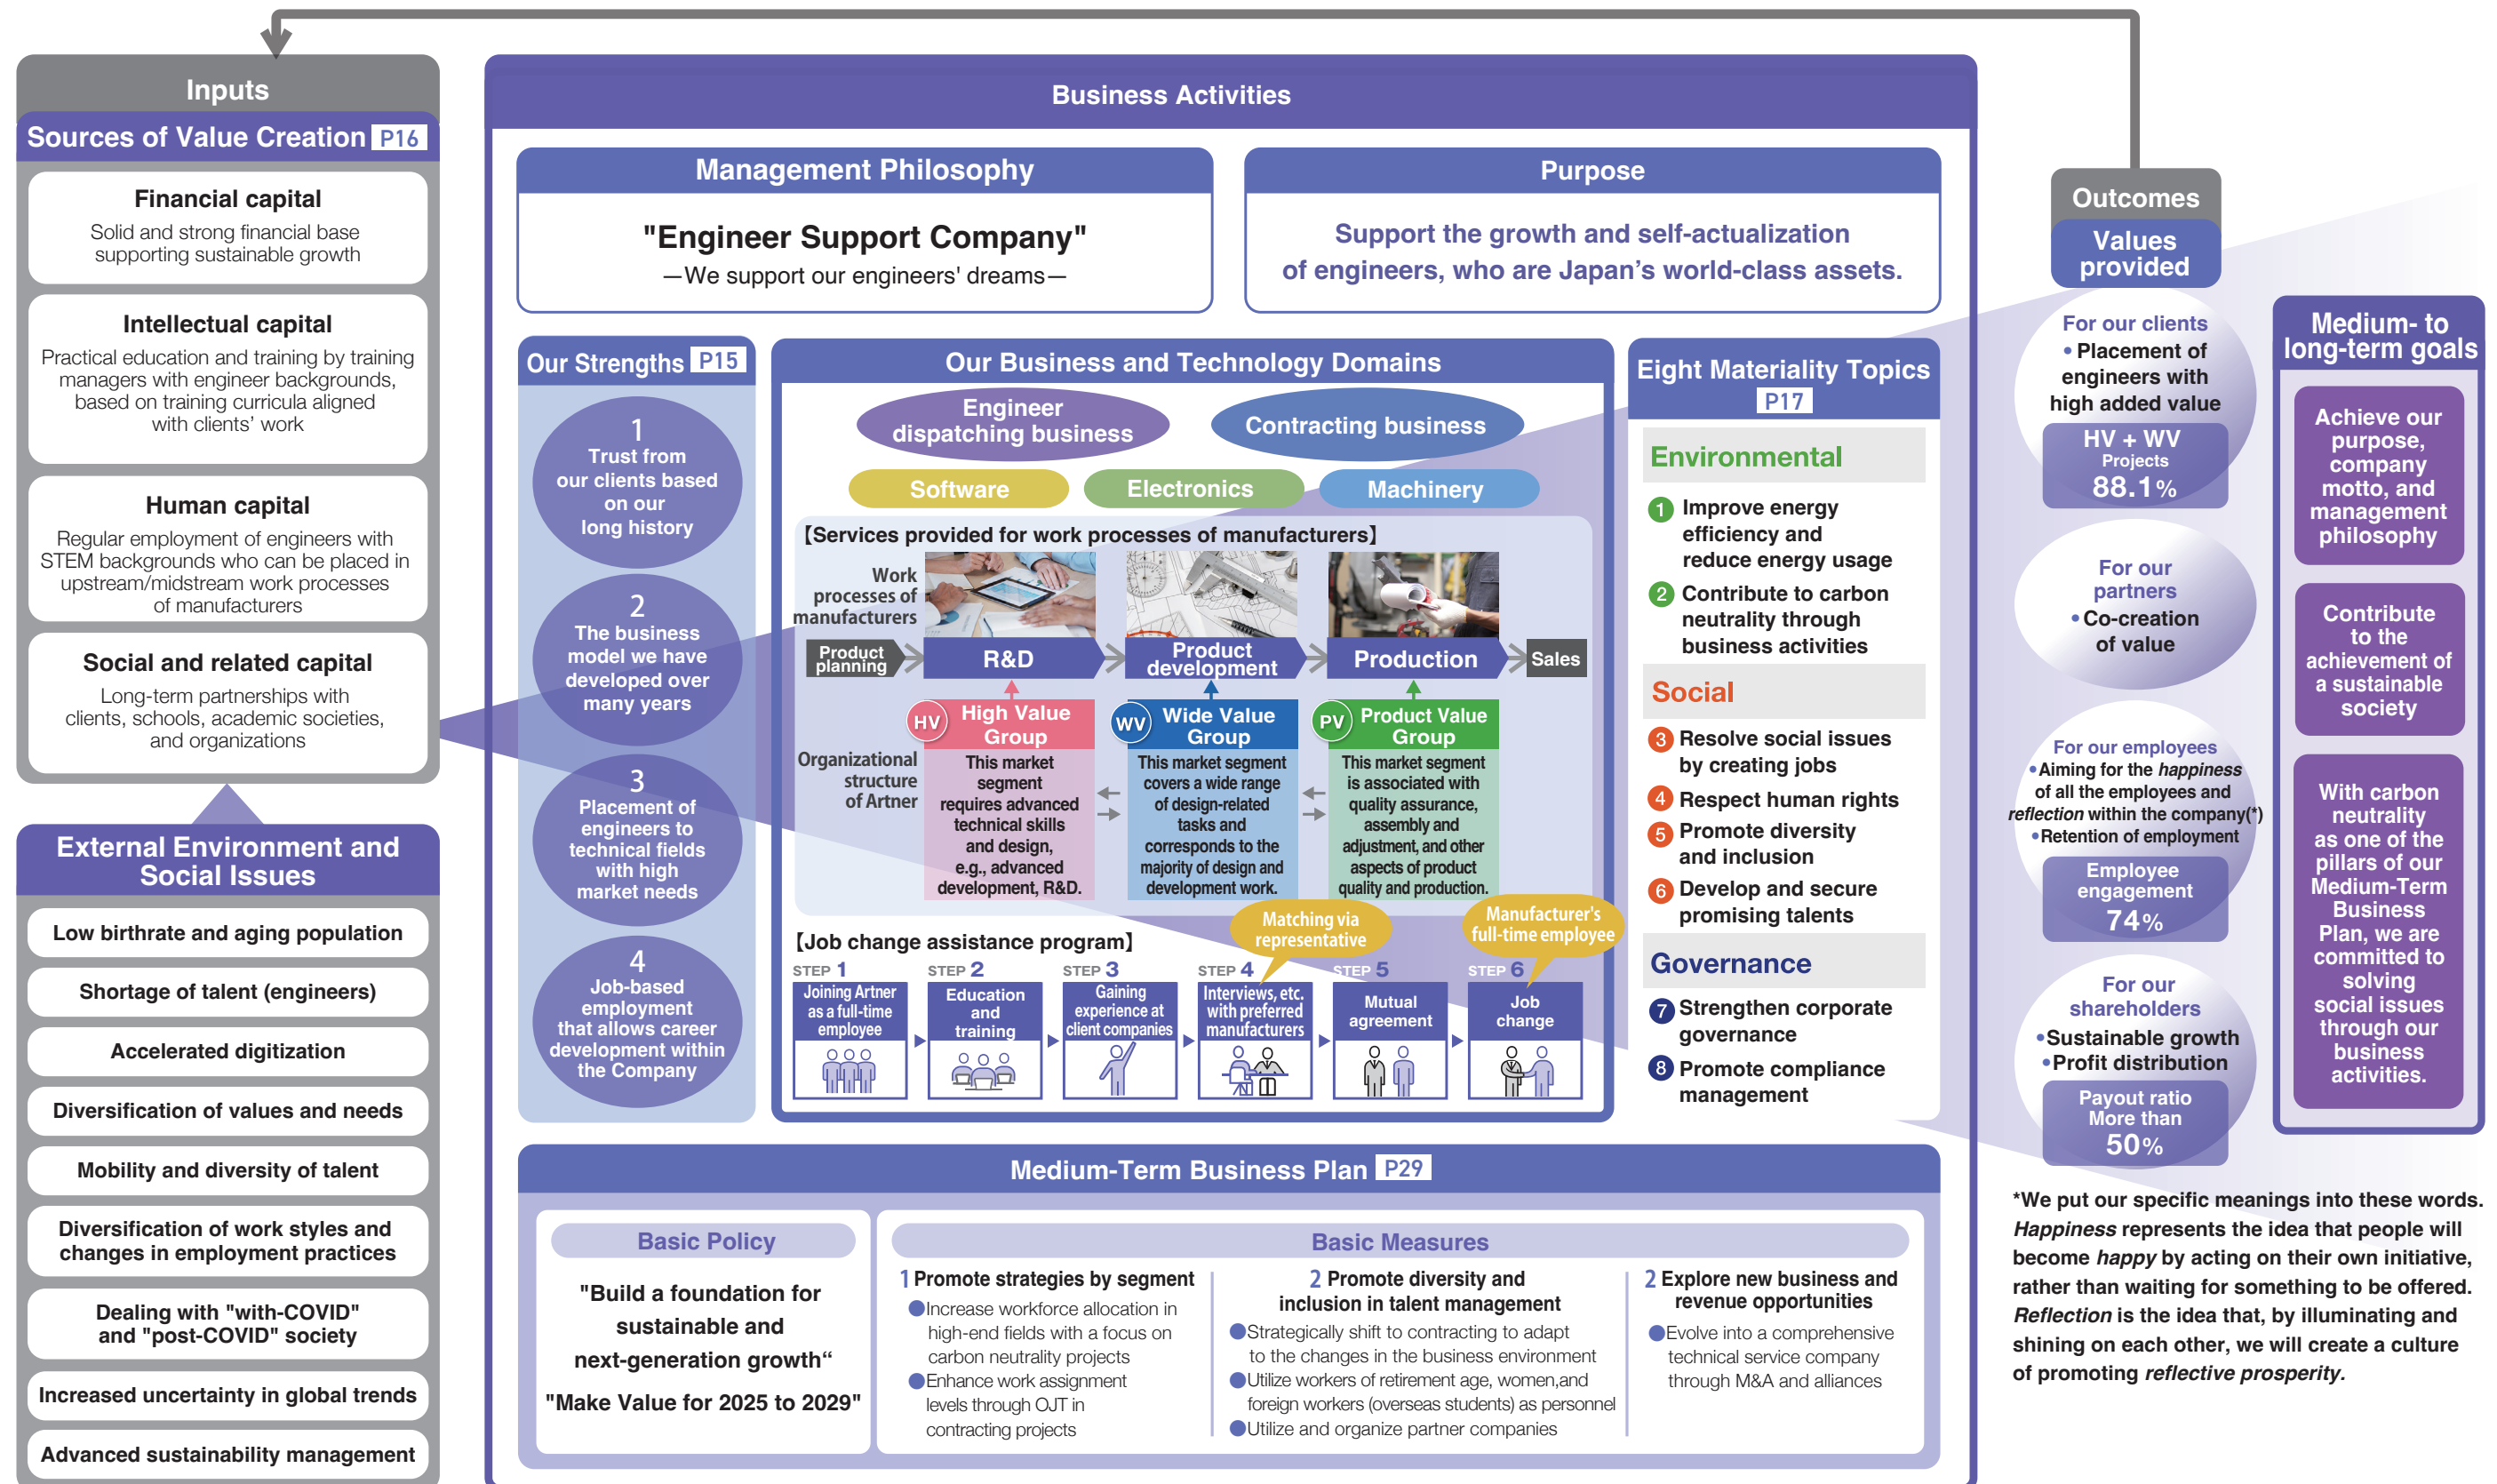 Inputs
Sources of Value Creation P16
Financial capital
Solid and strong financial base
supporting sustainable growth
Intellectual capital
Practical education and training by training
managers with engineer backgrounds,
based on training curricula aligned
with clients’ work
Human capital
Regular employment of engineers with
STEM backgrounds who can be placed in
upstream/midstream work processes
of manufacturers
Social and related capital
Long-term partnerships with
clients, schools, academic societies,
and organizations
External Environment and
Social Issues
Low birthrate and aging population
Shortage of talent (engineers)
Accelerated digitization
Diversification of values and needs
Mobility and diversity of talent
Diversification of work styles and
changes in employment practices
Dealing with "with-COVID"
and "post-COVID" society
Increased uncertainty in global trends
Advanced sustainability management
Business Activities
Management Philosophy
"Engineer Support Company"
—We support our engineers' dreams—
Purpose
Support the growth and self-actualization
of engineers, who are Japan’s world-class assets.
Our Strengths P15
1
Trust from
our clients based
on our
long history
2
The business
model we have
developed over
many years
3
Placement of
engineers to
technical fields
with high
market needs
4
Job-based
employment
that allows career
development within
the Company
Our Business and Technology Domains
Engineer
dispatching business
Contracting business
Software
Electronics
Machinery
【Services provided for work processes of manufacturers】
Work
processes of
manufacturers
Product
planning
R&D
Product
development
Production
Sales
Organizational
structure
of Artner
HV
High Value
Group
This market
segment
requires advanced
technical skills
and design,
e.g., advanced
development, R&D.
WV
Wide Value
Group
This market segment
covers a wide range
of design-related
tasks and
corresponds to the
majority of design and
development work.
PV
Product Value
Group
This market segment
is associated with
quality assurance,
assembly and
adjustment, and other
aspects of product
quality and production.
【Job change assistance program】
Matching via
representative
Manufacturer's
full-time employee
STEP 1
Joining Artner
as a full-time
employee
STEP 2
Education
and
training
STEP 3
Gaining
experience at
client companies
STEP 4
Interviews, etc.
with preferred
manufacturers
STEP 5
Mutual
agreement
STEP 6
Job
change
Eight Materiality Topics
P17
Environmental
1 Improve energy
efficiency and
reduce energy usage
2 Contribute to carbon
neutrality through
business activities
Social
3 Resolve social issues
by creating jobs
4 Respect human rights
5 Promote diversity
and inclusion
6 Develop and secure
promising talents
Governance
7 Strengthen corporate
governance
8 Promote compliance
management
Medium-Term Business Plan P29
Basic Policy
"Build a foundation for
sustainable and
next-generation growth“
"Make Value for 2025 to 2029"
Basic Measures
1 Promote strategies by segment
●Increase workforce allocation in
high-end fields with a focus on
carbon neutrality projects
●Enhance work assignment
levels through OJT in
contracting projects
2 Promote diversity and
inclusion in talent management
●Strategically shift to contracting to adapt
to the changes in the business environment
●Utilize workers of retirement age, women,and
foreign workers (overseas students) as personnel
●Utilize and organize partner companies
2 Explore new business and
revenue opportunities
●Evolve into a comprehensive
technical service company
through M&A and alliances
Outcomes
Values
provided
For our clients
•Placement of
engineers with
high added value
HV + WV
Projects
88.1%
For our
partners
•Co-creation
of value
For our employees
•Aiming for the happiness
of all the employees and
reflection within the company(*)
•Retention of employment
Employee
engagement
74%
For our
shareholders
•Sustainable growth
•Profit distribution
Payout ratio
More than
50%
Medium- to
long-term goals
Achieve our
purpose,
company
motto, and
management
philosophy
Contribute
to the
achievement of
a sustainable
society
With carbon
neutrality
as one of the
pillars of our
Medium-Term
Business
Plan, we are
committed to
solving
social issues
through our
business
activities.
*We put our specific meanings into these words.
Happiness represents the idea that people will
become happy by acting on their own initiative,
rather than waiting for something to be offered.
Reflection is the idea that, by illuminating and
shining on each other, we will create a culture
of promoting reflective prosperity.